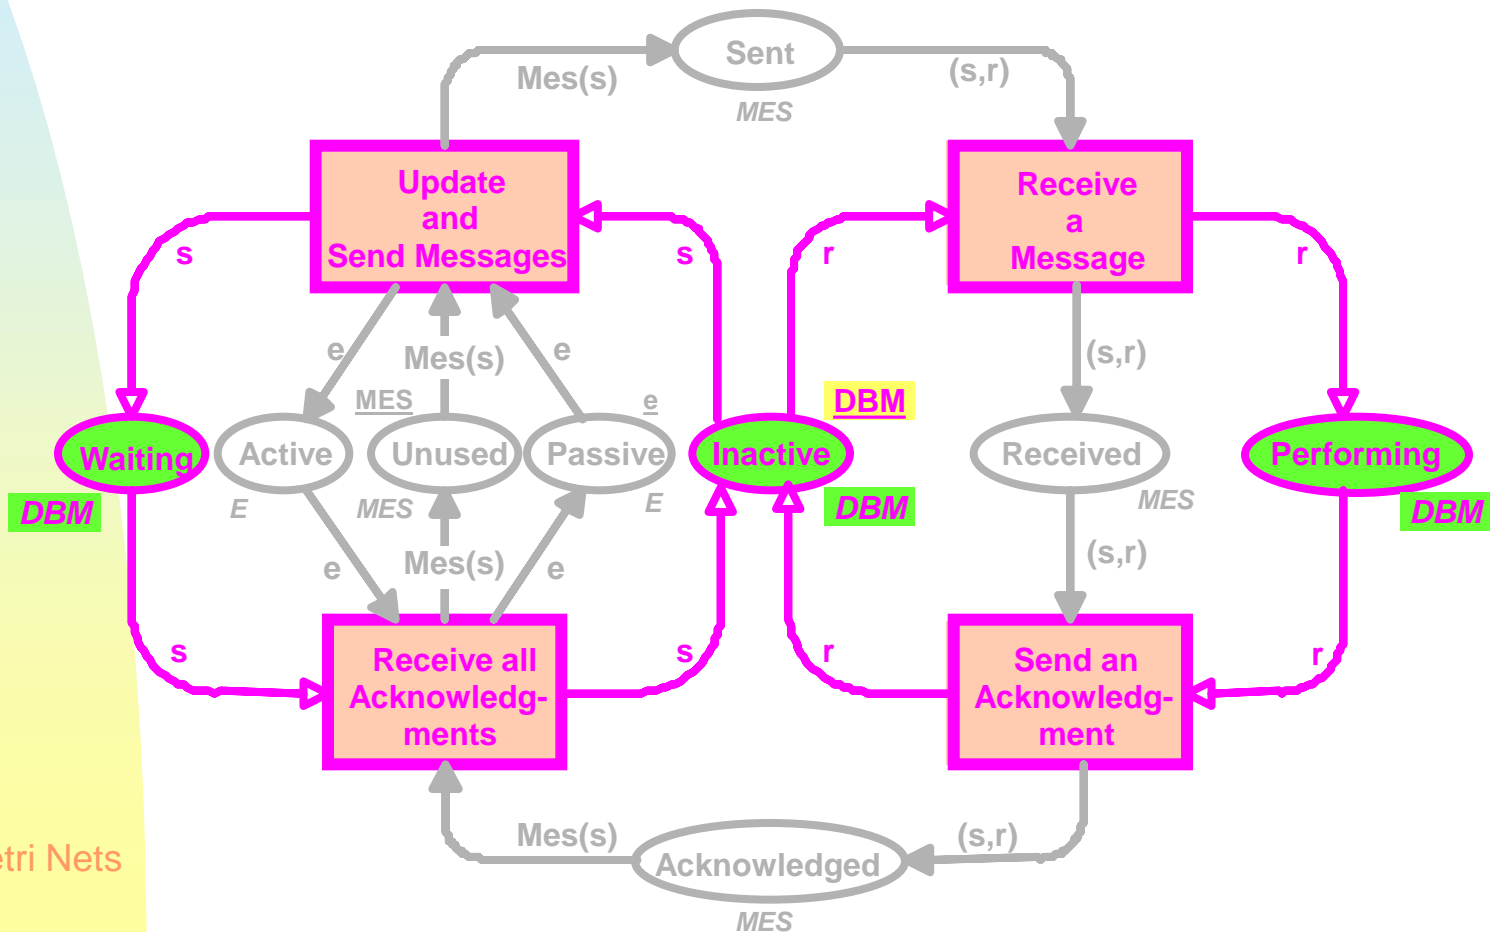 Sent
Mes(s)
(s,r)
MES
Update
and
Send Messages
Receive
a
Message
s
s
r
r
e
Mes(s)
e
(s,r)
MES
e
DBM
Waiting
Active
Unused
Passive
Inactive
Received
Performing
DBM
E
MES
E
DBM
MES
DBM
e
Mes(s)
e
(s,r)
s
s
r
r
Receive all
Acknowledg-
ments
Send an
Acknowledg-
ment
Mes(s)
(s,r)
Acknowledged
MES
etri Nets